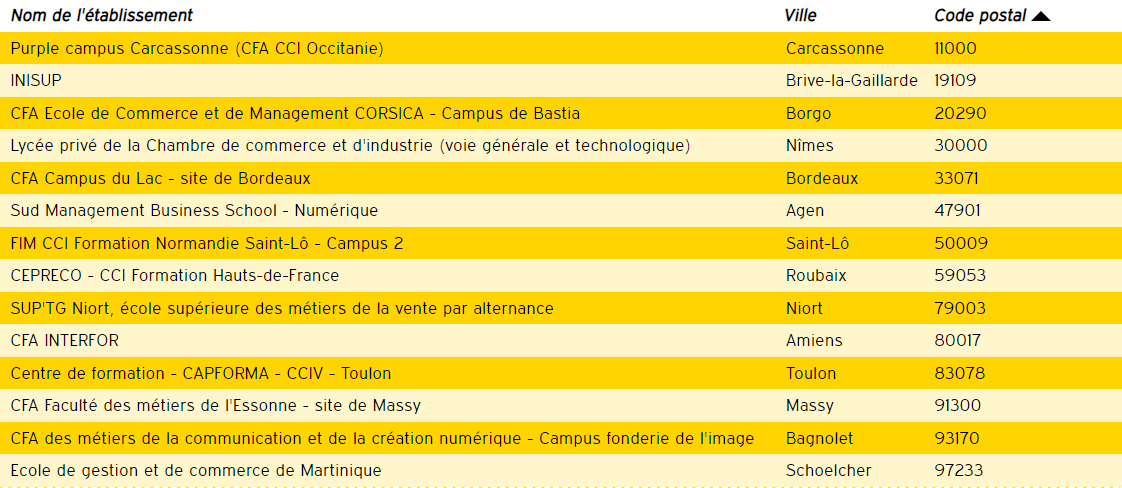 Nom de l'établissement Ville Code postal
Purple campus Carcassonne (CFA CCI Occitanie) Carcassonne 11000
INISUP Brive-la-Gaillarde 19109
CFA Ecole de Commerce et de Management CORSICA - Campus de Bastia Borgo 20290
Lycée privé de la Chambre de commerce et d'industrie (voie générale et technologique) Nîmes 30000
CFA Campus du Lac - site de Bordeaux Bordeaux 33071
Sud Management Business School - Numérique Agen 47901
FIM CCI Formation Normandie Saint-Lô - Campus 2 Saint-Lô 50009
CEPRECO - CCI Formation Hauts-de-France Roubaix 59053
SUP'TG Niort, école supérieure des métiers de la vente par alternance Niort 79003
CFA INTERFOR Amiens 80017
Centre de formation - CAPFORMA - CCIV - Toulon Toulon 83078
CFA Faculté des métiers de l'Essonne - site de Massy Massy 91300
CFA des métiers de la communication et de la création numérique - Campus fonderie de l'image Bagnolet 93170
Ecole de gestion et de commerce de Martinique Schoelcher 97233